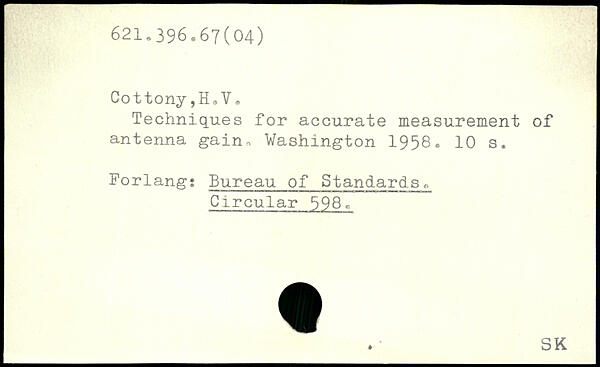 621.396.67(04)
Cottony,H.V.
Techniques for accurate measurement of
antenna gain. Washington 1958. 10 s.
Forlang: Bureau of Standards.
Circular 598.
SK